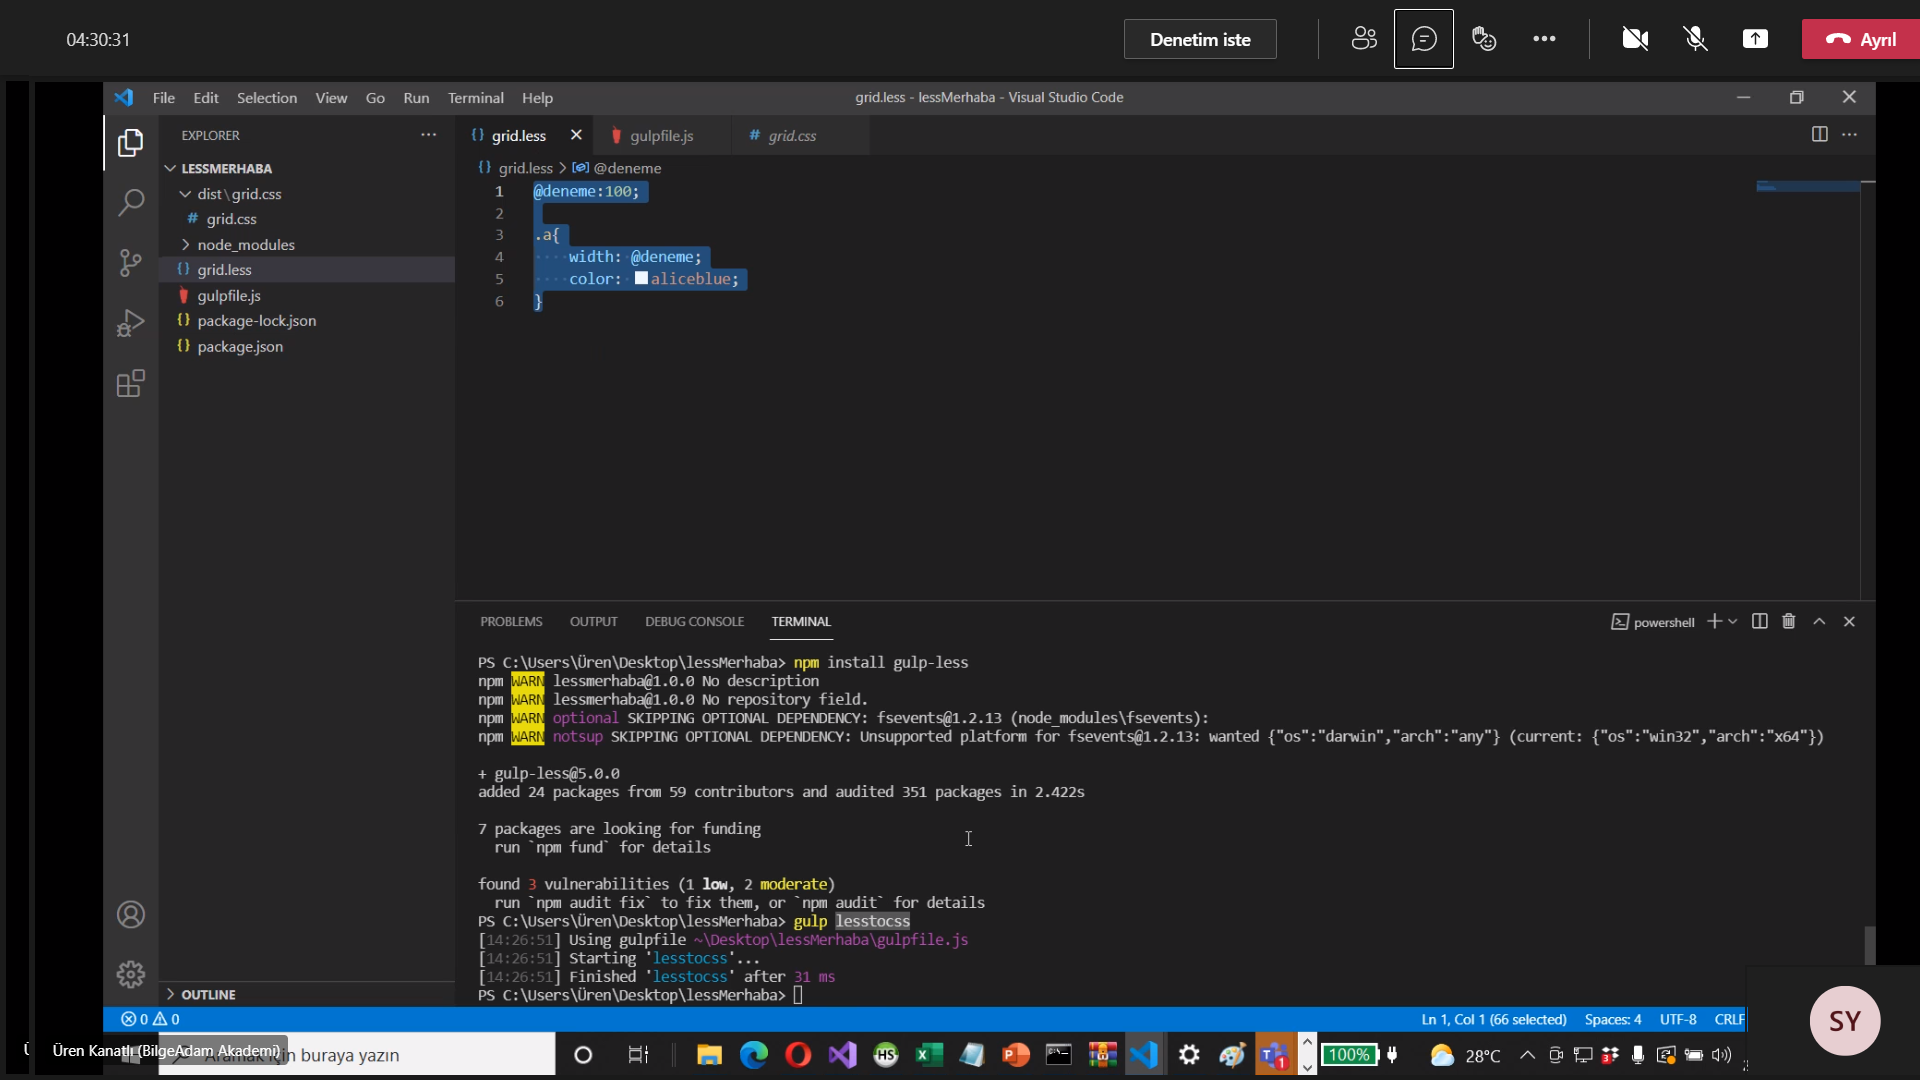 04:30:31
Denetim iste
Ayrıl
File Edit Selection View Go Run Terminal Help
grid.less - lessMerhaba - Visual Studio Code
EXPLORER
LESSMERHABA
dist\grid.css
# grid.css
node_modules
{} grid.less
gulpfile.js
{} package-lock.json
{} package.json
OUTLINE
{} grid.less
gulpfile.js
# grid.css
{} grid.less > @deneme
1 @deneme:100;
2
3 .a{
4 ····width:·@deneme;
5 ····color:·aliceblue;
6 }
PROBLEMS OUTPUT DEBUG CONSOLE TERMINAL
powershell
PS C:\Users\Üren\Desktop\lessMerhaba> npm install gulp-less
npm WARN lessmerhaba@1.0.0 No description
npm WARN lessmerhaba@1.0.0 No repository field.
npm WARN optional SKIPPING OPTIONAL DEPENDENCY: fsevents@1.2.13 (node_modules\fsevents):
npm WARN notsup SKIPPING OPTIONAL DEPENDENCY: Unsupported platform for fsevents@1.2.13: wanted {"os":"darwin","arch":"any"} (current: {"os":"win32","arch":"x64"})
+ gulp-less@5.0.0
added 24 packages from 59 contributors and audited 351 packages in 2.422s
7 packages are looking for funding
run `npm fund` for details
found 3 vulnerabilities (1 low, 2 moderate)
run `npm audit fix` to fix them, or `npm audit` for details
PS C:\Users\Üren\Desktop\lessMerhaba> gulp lesstocss
[14:26:51] Using gulpfile ~\Desktop\lessMerhaba\gulpfile.js
[14:26:51] Starting 'lesstocss'...
[14:26:51] Finished 'lesstocss' after 31 ms
PS C:\Users\Üren\Desktop\lessMerhaba>
0 0
Ln 1, Col 1 (66 selected) Spaces: 4 UTF-8 CRLF
Üren Kanatlı (BilgeAdam Akademi)
için buraya yazın
HS
1
100%
28°C
3
SY